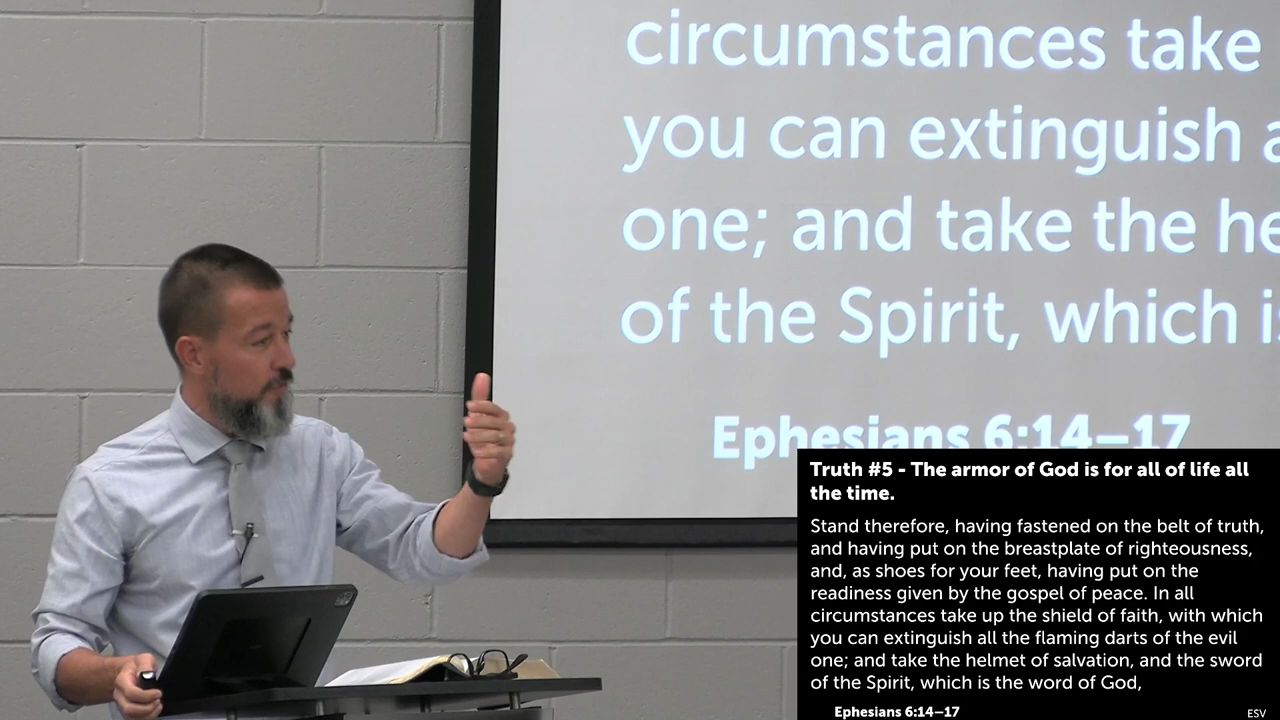 circumstances take
you can extinguish
one; and take the
of the Spirit, which
Ephesians 6:14–17
Truth #5 - The armor of God is for all of life all
the time.
Stand therefore, having fastened on the belt of truth,
and having put on the breastplate of righteousness,
and, as shoes for your feet, having put on the
readiness given by the gospel of peace. In all
circumstances take up the shield of faith, with which
you can extinguish all the flaming darts of the evil
one; and take the helmet of salvation, and the sword
of the Spirit, which is the word of God,
Ephesians 6:14–17
ESV